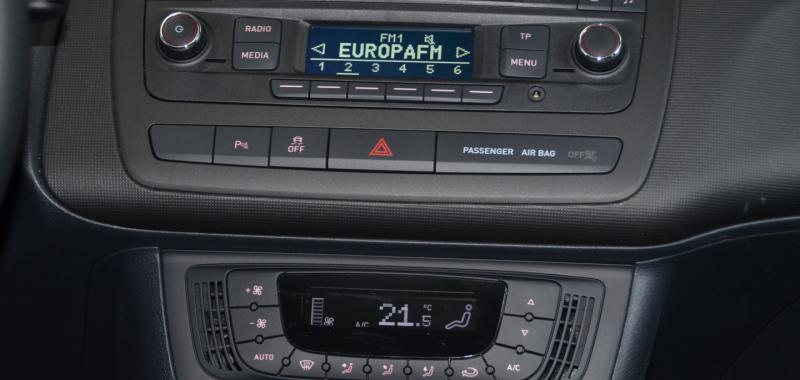 RADIO
MEDIA
FM1
EUROPAFM
1 2 3 4 5 6
TP
MENU
P
OFF
PASSENGER AIR BAG OFF
+
-
AUTO
A/C
21.5 °C
A/C